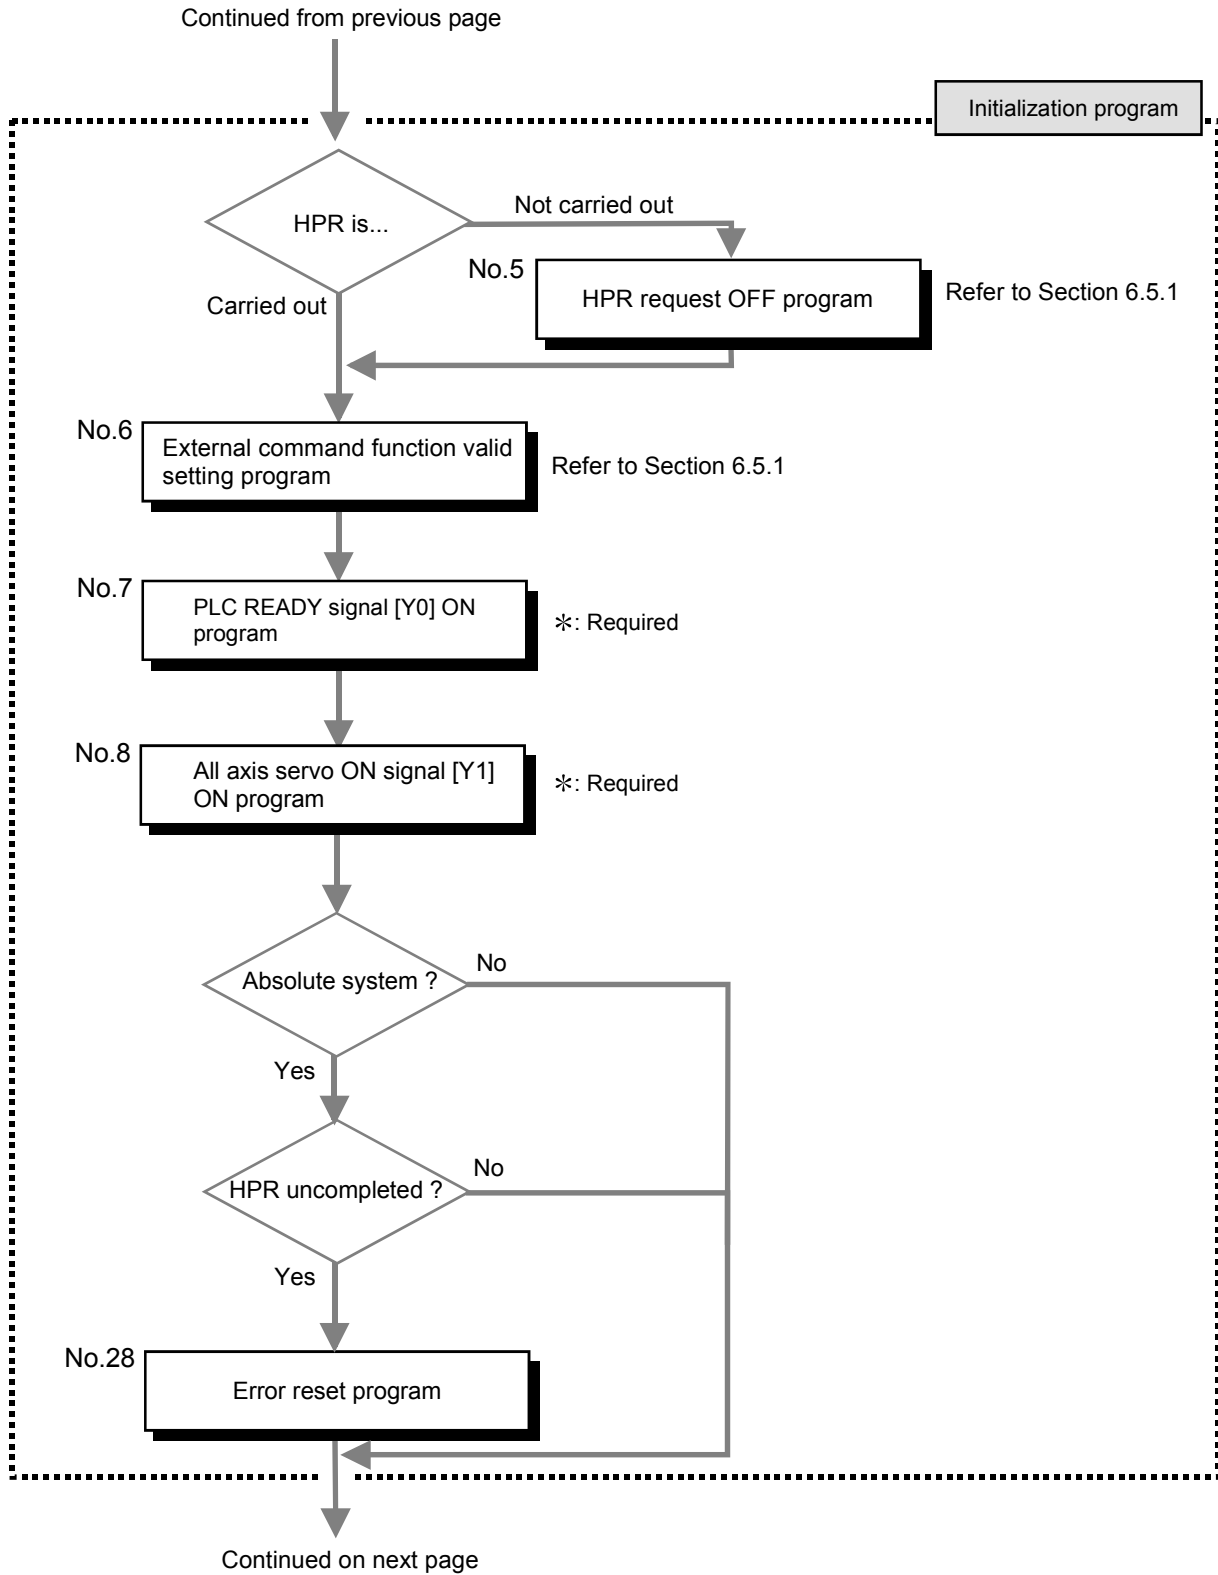 Continued from previous page
Initialization program
HPR is...
Not carried out
No.5
HPR request OFF program
Refer to Section 6.5.1
Carried out
No.6
External command function valid
setting program
Refer to Section 6.5.1
No.7
PLC READY signal [Y0] ON
program
＊: Required
No.8
All axis servo ON signal [Y1]
ON program
＊: Required
Absolute system ?
No
Yes
HPR uncompleted ?
No
Yes
No.28
Error reset program
Continued on next page